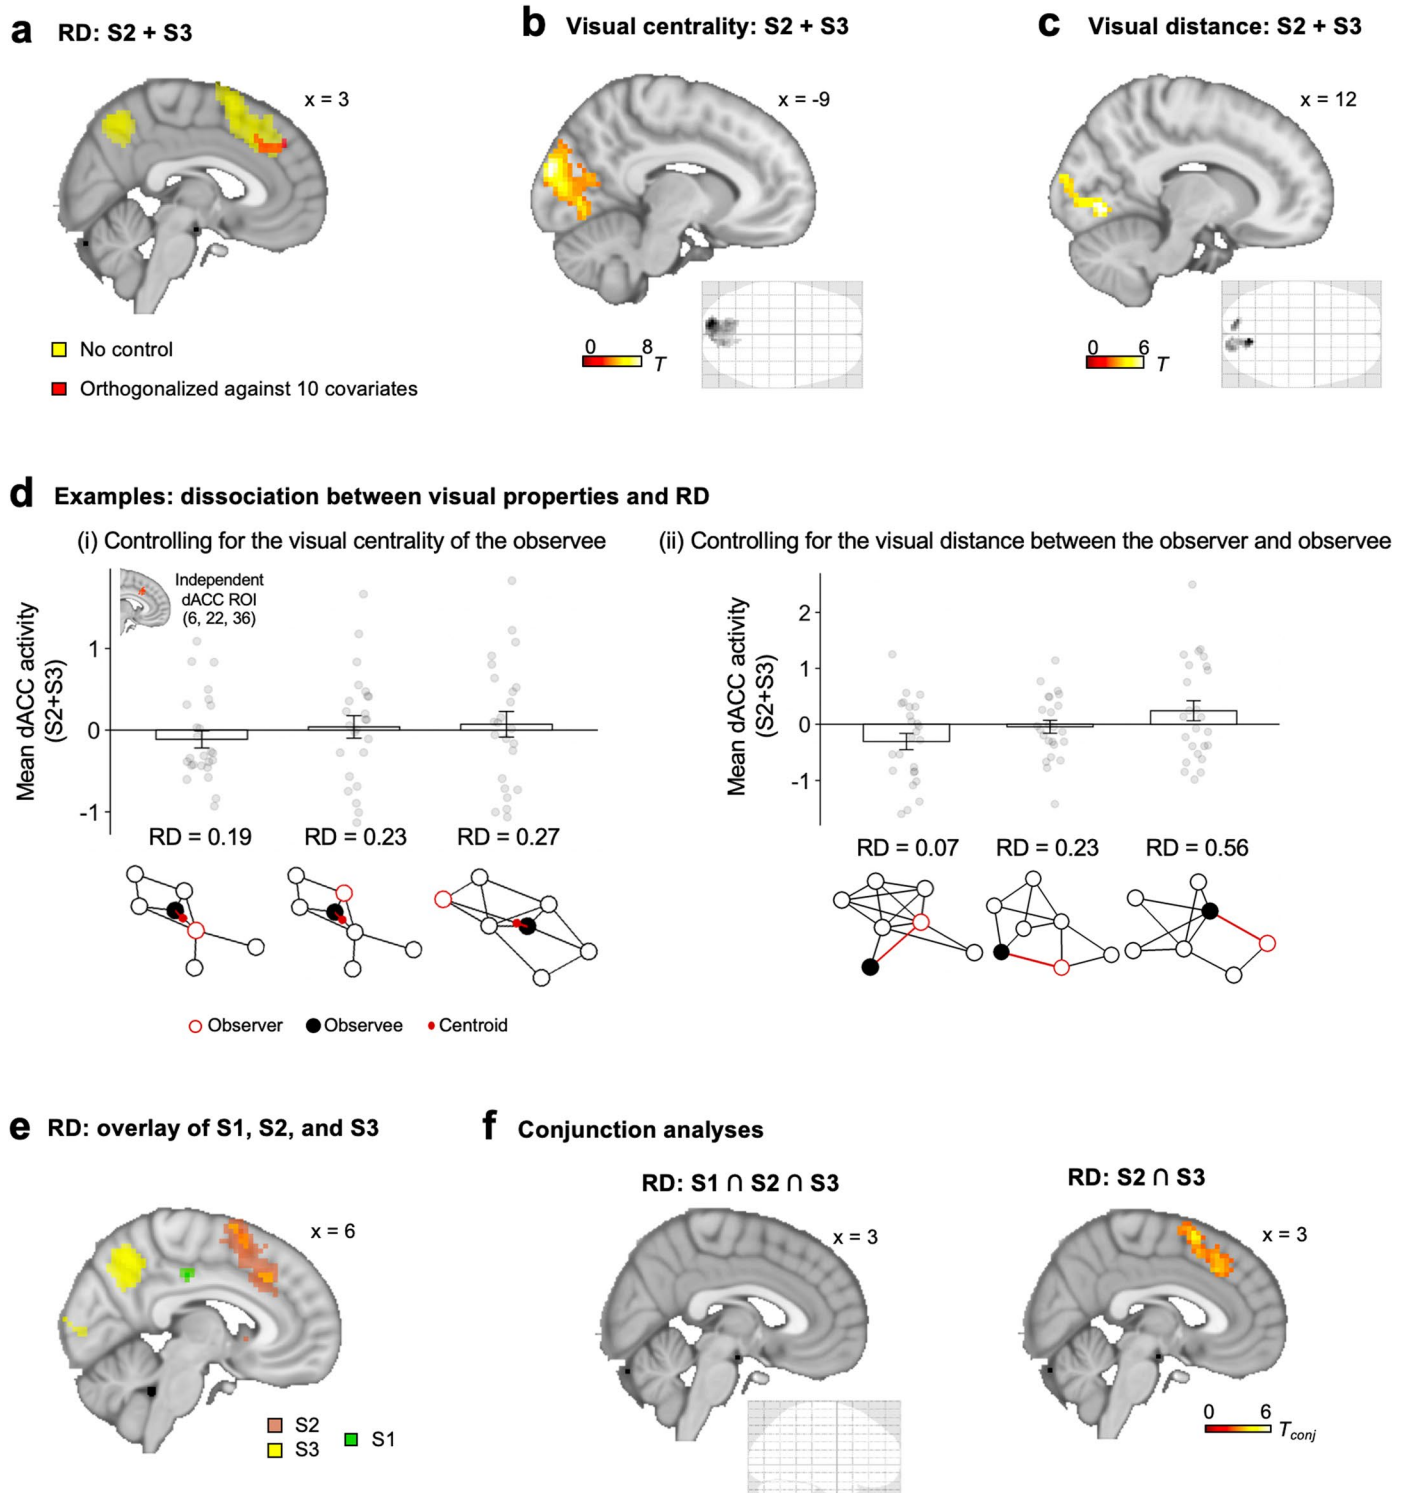 a RD: S2 + S3
x = 3
No control
Orthogonalized against 10 covariates
b Visual centrality: S2 + S3
x = -9
0 8
T
c Visual distance: S2 + S3
x = 12
0 6
T
d Examples: dissociation between visual properties and RD
(i) Controlling for the visual centrality of the observee
Independent
dACC ROI
(6, 22, 36)
Mean dACC activity
(S2+S3)
1
0
-1
RD = 0.19 RD = 0.23 RD = 0.27
Observer Observee Centroid
(ii) Controlling for the visual distance between the observer and observee
Mean dACC activity
(S2+S3)
2
1
0
-1
RD = 0.07 RD = 0.23 RD = 0.56
e RD: overlay of S1, S2, and S3
x = 6
S2
S3
S1
f Conjunction analyses
RD: S1 ∩ S2 ∩ S3
x = 3
RD: S2 ∩ S3
x = 3
0 6
Tconj